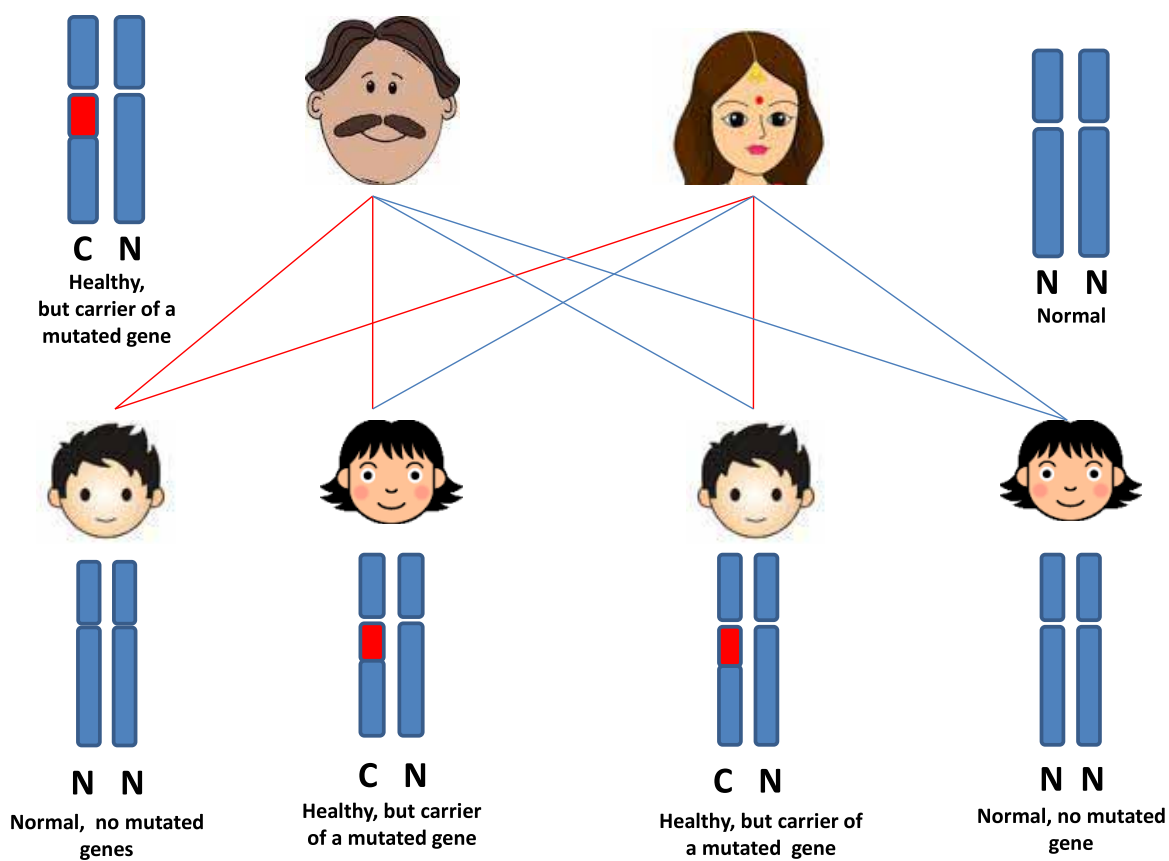 C N
Healthy,
but carrier of a
mutated gene
N N
Normal
N N
Normal, no mutated
genes
C N
Healthy, but carrier
of a mutated gene
C N
Healthy, but carrier of
a mutated gene
N N
Normal, no mutated
gene